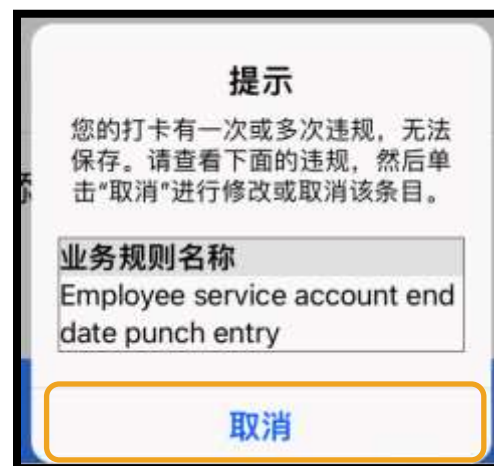 提示
您的打卡有一次或多次违规，无法
保存。请查看下面的违规，然后单
击“取消”进行修改或取消该条目。
业务规则名称
Employee service account end
date punch entry
取消